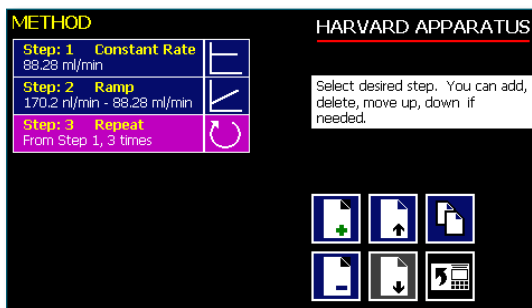 METHOD
Step: 1 Constant Rate
88.28 ml/min
Step: 2 Ramp
170.2 nl/min - 88.28 ml/min
Step: 3 Repeat
From Step 1, 3 times
HARVARD APPARATUS
Select desired step. You can add,
delete, move up, down if
needed.